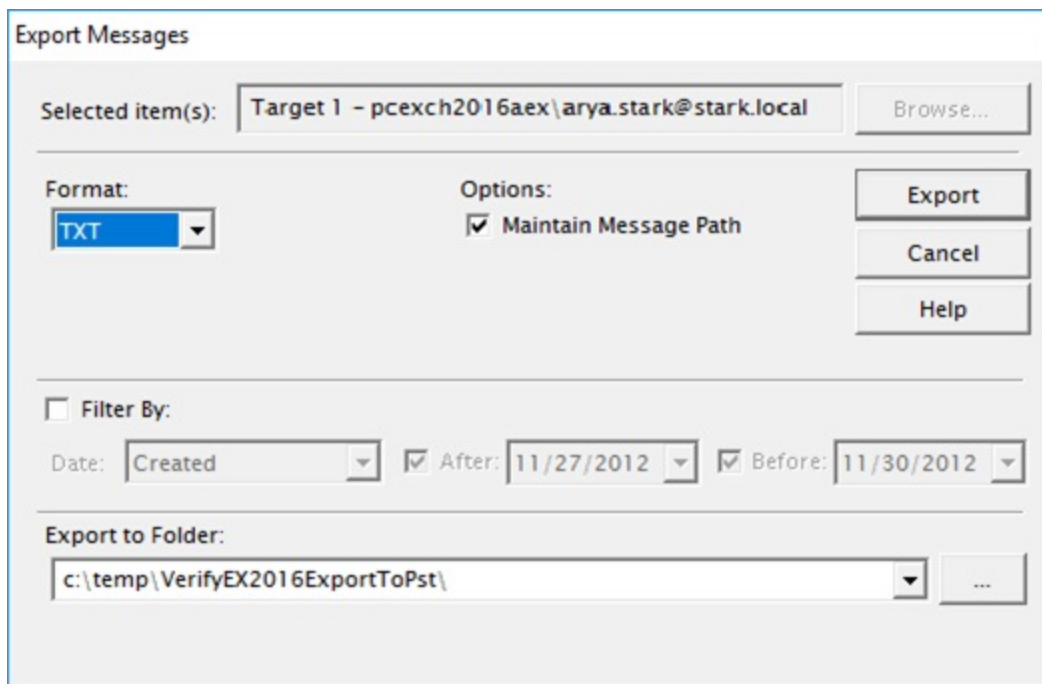 Export Messages
Selected item(s): Target 1 - pcexch2016aex\arya.stark@stark.local Browse...
Format: Options:
TXT Maintain Message Path Export
Cancel
Help
Filter By:
Date: Created After: 11/27/2012 Before: 11/30/2012
Export to Folder:
c:\temp\VerifyEX2016ExportToPst\ ...